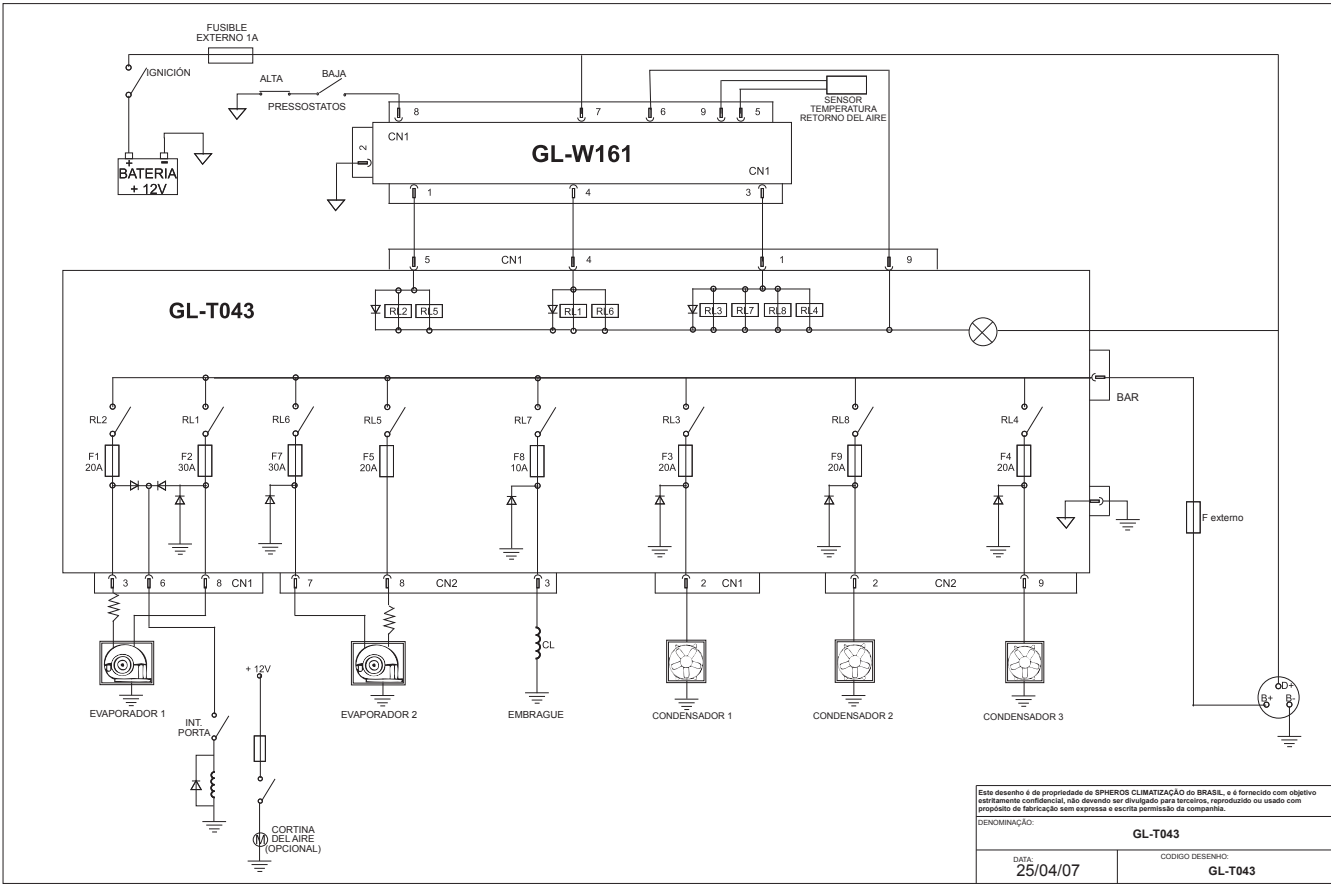 FUSIBLE
EXTERNO 1A
IGNICIÓN
ALTA
BAJA
PRESSOSTATOS
SENSOR
TEMPERATURA
RETORNO DEL AIRE
+ -
BATERIA
+ 12V
8 7 6 9 5
CN1
2
GL-W161
CN1
1 4 3
5 CN1 4 1 9
GL-T043
RL2 RL5 RL1 RL6 RL3 RL7 RL8 RL4
BAR
RL2 RL1 RL6 RL5 RL7 RL3 RL8 RL4
F1
20A
F2
30A
F7
30A
F5
20A
F8
10A
F3
20A
F9
20A
F4
20A
F externo
3 6 8 CN1 7 8 CN2 3 2 CN1 2 CN2 9
CL
+ 12V
EVAPORADOR 1
EVAPORADOR 2
EMBRAGUE
CONDENSADOR 1
CONDENSADOR 2
CONDENSADOR 3
D+
B+ B-
INT.
PORTA
M
CORTINA
DEL AIRE
(OPCIONAL)
Este desenho é de propriedade de SPHEROS CLIMATIZAÇÃO do BRASIL, e é fornecido com objetivo
estritamente confidencial, não devendo ser divulgado para terceiros, reproduzido ou usado com
propósito de fabricação sem expressa e escrita permissão da companhia.
DENOMINAÇÃO:
GL-T043
DATA:
25/04/07
CODIGO DESENHO:
GL-T043